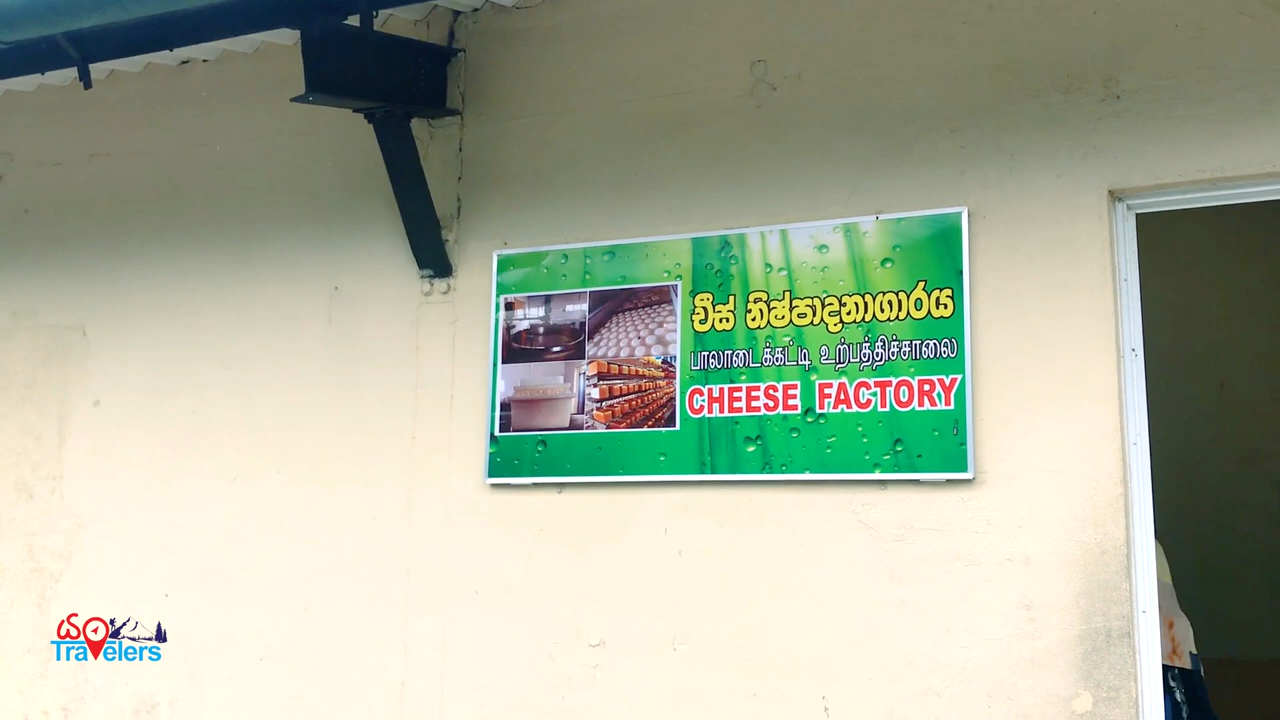 චීස් නිෂ්පාදනාගාරය
பாலாடைக்கட்டி உற்பத்திச்சாலை
CHEESE FACTORY
යං
Travelers